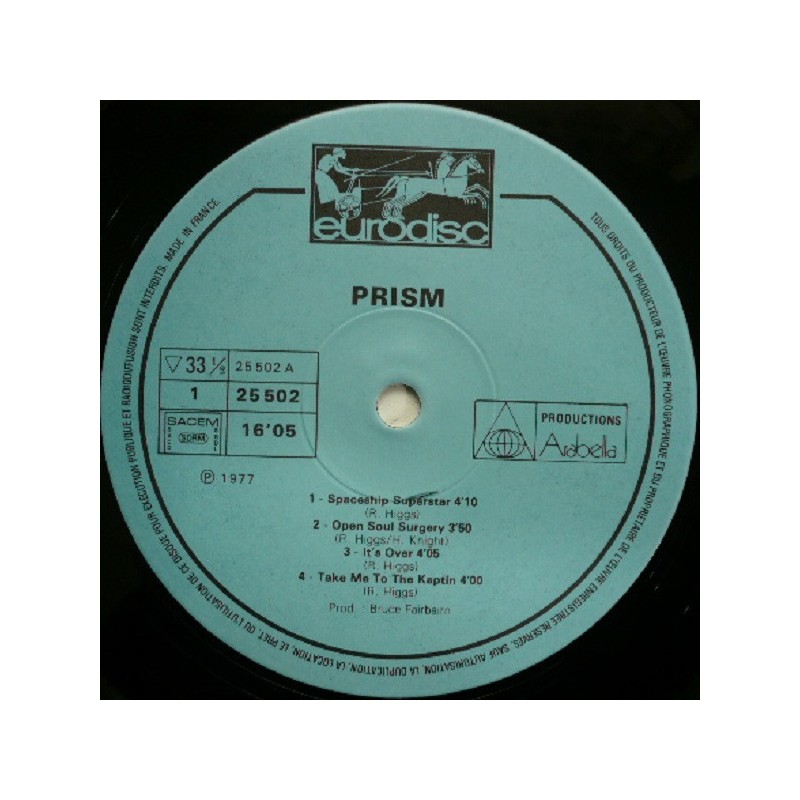 eurodisc
PRISM
▽ 33 1/3 25 502 A
1 25 502
SACEM SDRM 16'05
Ⓟ 1977
PRODUCTIONS
Arabella
1 - Spaceship Superstar 4'10
(R. Higgs)
2 - Open Soul Surgery 3'50
(R. Higgs/H. Knight)
3 - It's Over 4'05
(R. Higgs)
4 - Take Me To The Kaptin 4'00
(R. Higgs)
Prod. : Bruce Fairbairn
TOUS DROITS DU PRODUCTEUR DE L'ŒUVRE PHONOGRAPHIQUE ET DU PROPRIETAIRE DE L'ŒUVRE ENREGISTREE RESERVES. SAUF AUTORISATION, LA DUPLICATION, LA LOCATION, LE PRET, OU L'UTILISATION DE CE DISQUE POUR EXECUTION PUBLIQUE ET RADIODIFFUSION SONT INTERDITS. MADE IN FRANCE